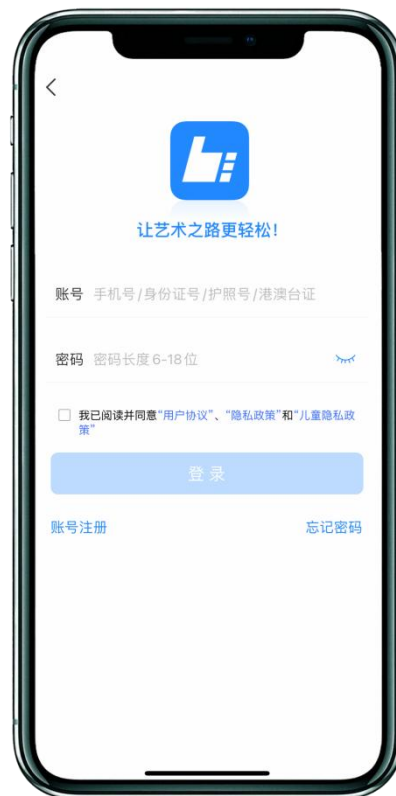 让艺术之路更轻松!
账号 手机号/身份证号/护照号/港澳台证
密码 密码长度6-18位
我已阅读并同意“用户协议”、“隐私政策”和“儿童隐私政
策”
登录
账号注册 忘记密码